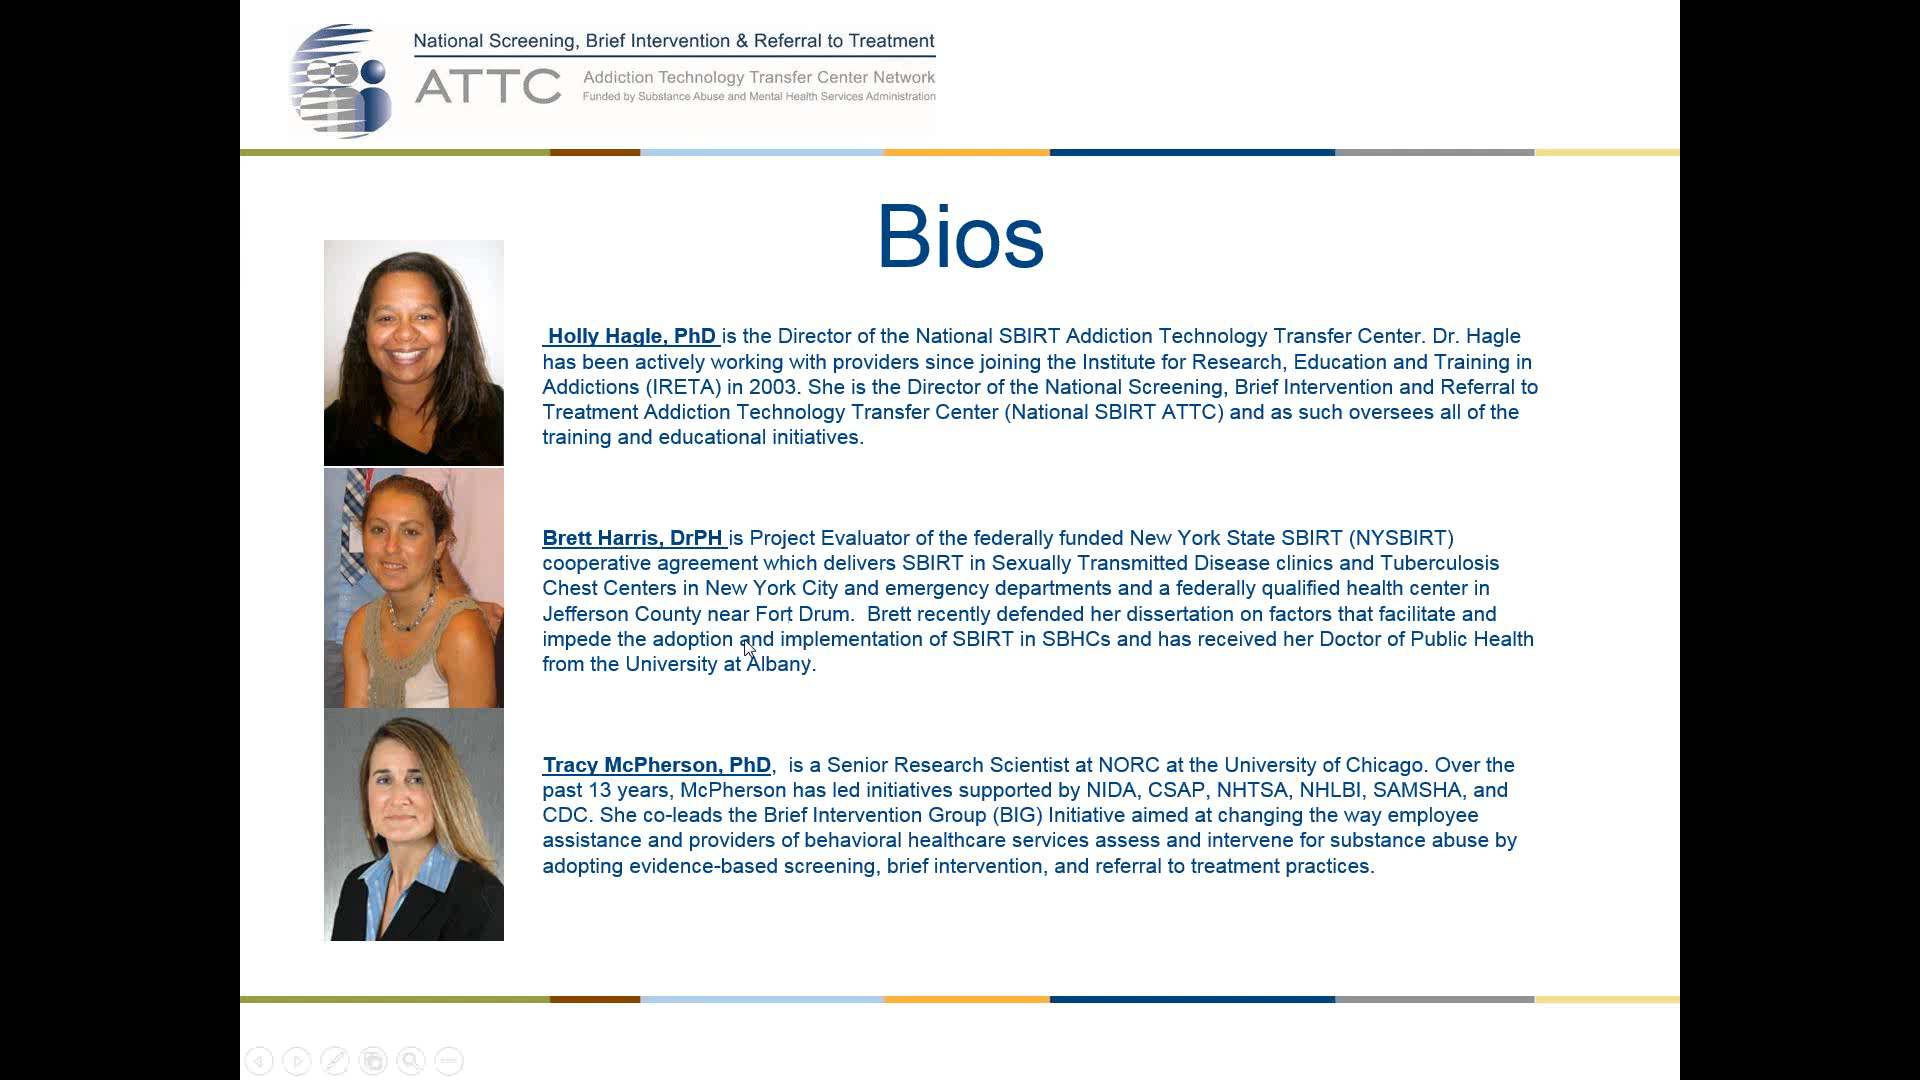 National Screening, Brief Intervention & Referral to Treatment
ATTC
Addiction Technology Transfer Center Network
Funded by Substance Abuse and Mental Health Services Administration
Bios
Holly Hagle, PhD is the Director of the National SBIRT Addiction Technology Transfer Center. Dr. Hagle
has been actively working with providers since joining the Institute for Research, Education and Training in
Addictions (IRETA) in 2003. She is the Director of the National Screening, Brief Intervention and Referral to
Treatment Addiction Technology Transfer Center (National SBIRT ATTC) and as such oversees all of the
training and educational initiatives.
Brett Harris, DrPH is Project Evaluator of the federally funded New York State SBIRT (NYSBIRT)
cooperative agreement which delivers SBIRT in Sexually Transmitted Disease clinics and Tuberculosis
Chest Centers in New York City and emergency departments and a federally qualified health center in
Jefferson County near Fort Drum.  Brett recently defended her dissertation on factors that facilitate and
impede the adoption and implementation of SBIRT in SBHCs and has received her Doctor of Public Health
from the University at Albany.
Tracy McPherson, PhD,  is a Senior Research Scientist at NORC at the University of Chicago. Over the
past 13 years, McPherson has led initiatives supported by NIDA, CSAP, NHTSA, NHLBI, SAMSHA, and
CDC. She co-leads the Brief Intervention Group (BIG) Initiative aimed at changing the way employee
assistance and providers of behavioral healthcare services assess and intervene for substance abuse by
adopting evidence-based screening, brief intervention, and referral to treatment practices.